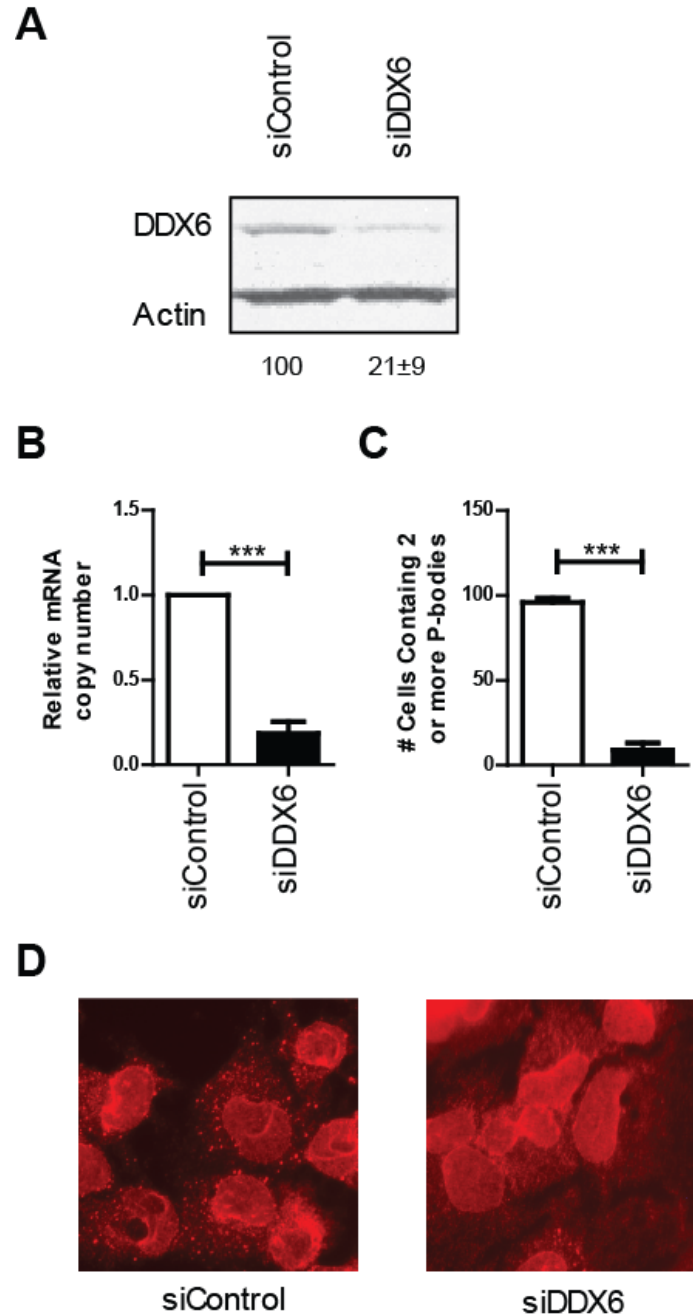 A
siControl
siDDX6
DDX6
Actin
100 21±9
B
Relative mRNA
copy number
1.5
1.0
0.5
0.0
***
siControl
siDDX6
C
# Cells Containg 2
or more P-bodies
150
100
50
0
***
siControl
siDDX6
D
siControl siDDX6